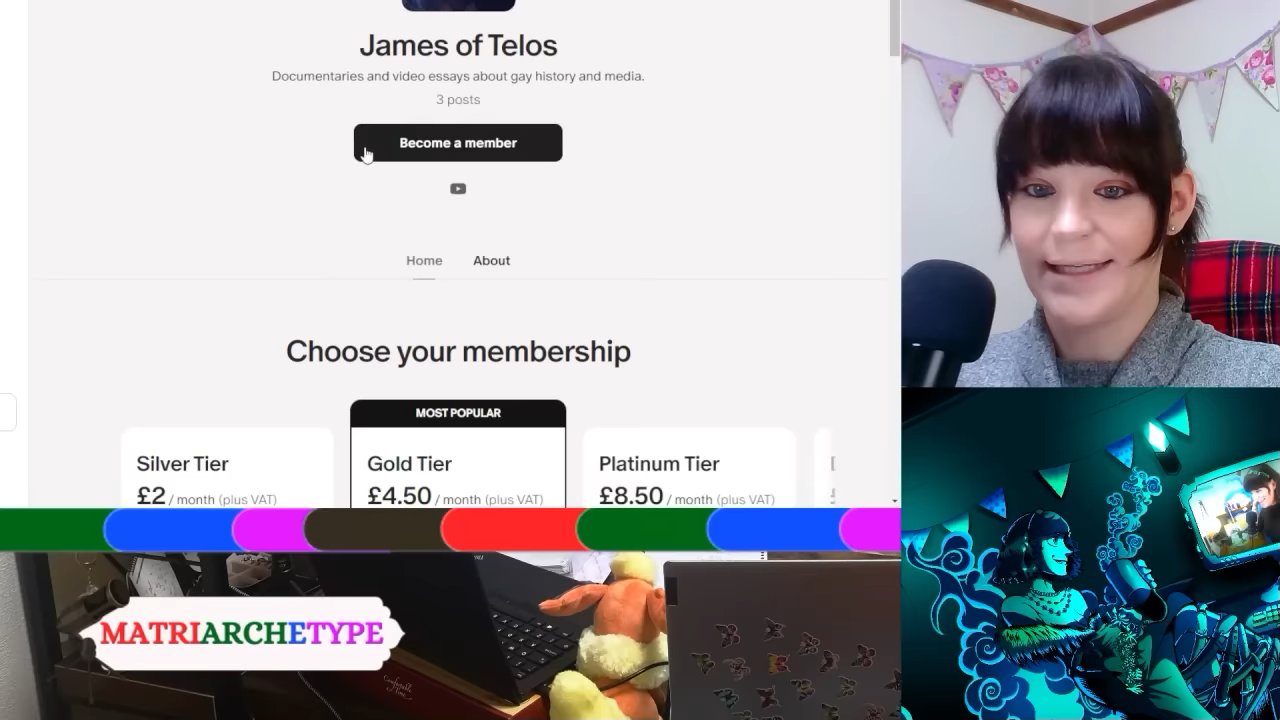 James of Telos
Documentaries and video essays about gay history and media.
3 posts
Become a member
Home
About
Choose your membership
MOST POPULAR
Silver Tier
£2 / month (plus VAT)
Gold Tier
£4.50 / month (plus VAT)
Platinum Tier
£8.50 / month (plus VAT)
MATRIARCHETYPE